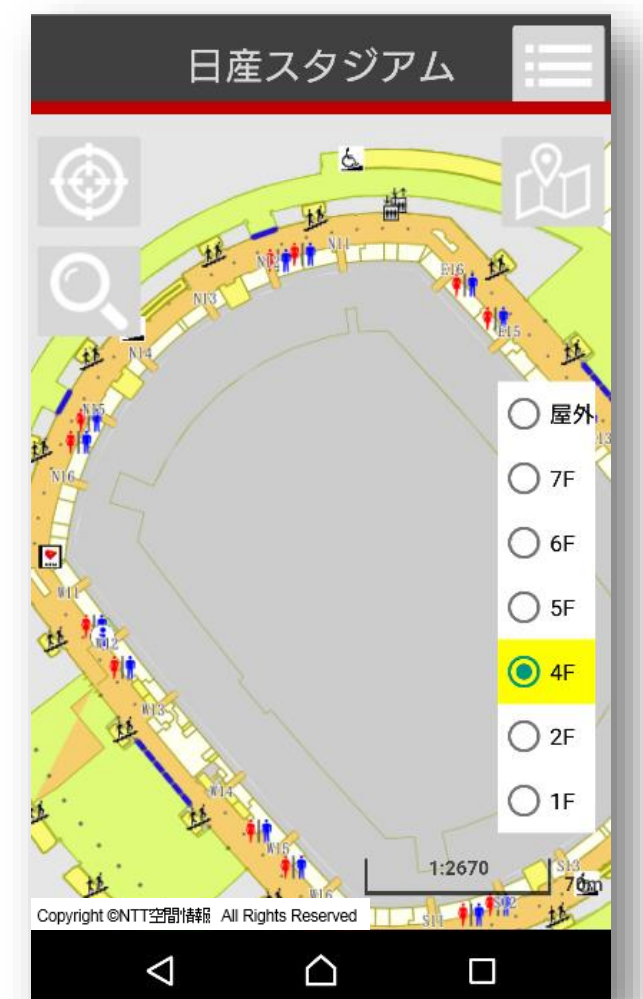 日産スタジアム
N11
N12
E16
N13
E15
N14
N15
N16
屋外
7F
6F
5F
4F
2F
1F
W11
W12
W13
W14
W15
W16
1:2670
70m
S13
S12
S11
Copyright ©NTT空間情報 All Rights Reserved